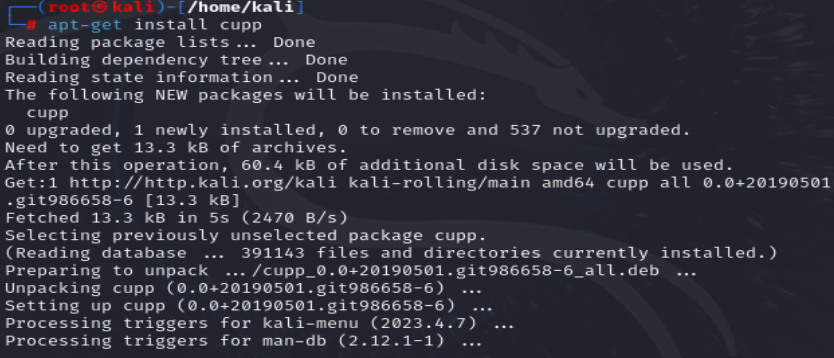 (root㉿kali)-[/home/kali]
# apt-get install cupp
Reading package lists... Done
Building dependency tree... Done
Reading state information... Done
The following NEW packages will be installed:
  cupp
0 upgraded, 1 newly installed, 0 to remove and 537 not upgraded.
Need to get 13.3 kB of archives.
After this operation, 60.4 kB of additional disk space will be used.
Get:1 http://http.kali.org/kali kali-rolling/main amd64 cupp all 0.0+20190501
.git986658-6 [13.3 kB]
Fetched 13.3 kB in 5s (2470 B/s)
Selecting previously unselected package cupp.
(Reading database ... 391143 files and directories currently installed.)
Preparing to unpack .../cupp_0.0+20190501.git986658-6_all.deb ...
Unpacking cupp (0.0+20190501.git986658-6) ...
Setting up cupp (0.0+20190501.git986658-6) ...
Processing triggers for kali-menu (2023.4.7) ...
Processing triggers for man-db (2.12.1-1) ...